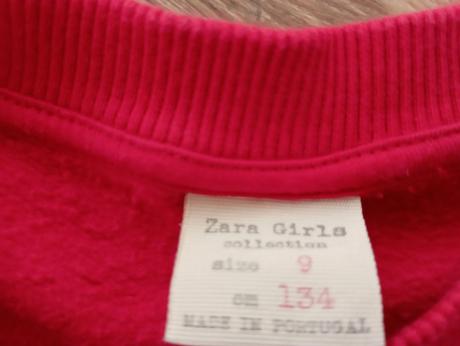 Zara Girls
collection
size 9
cm 134
MADE IN PORTUGAL